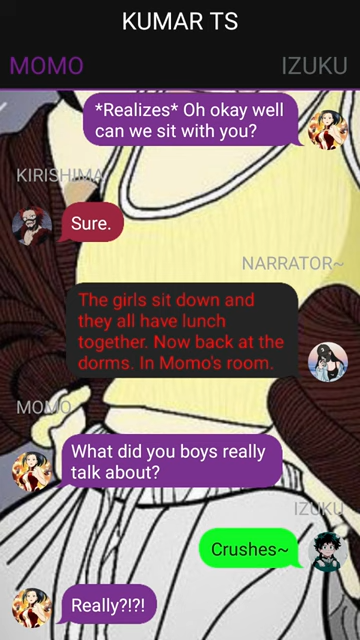 KUMAR TS
MOMO
IZUKU
*Realizes* Oh okay well
can we sit with you?
KIRISHIMA
Sure.
NARRATOR~
The girls sit down and
they all have lunch
together. Now back at the
dorms. In Momo's room.
MOMO
What did you boys really
talk about?
IZUKU
Crushes~
Really?!?!